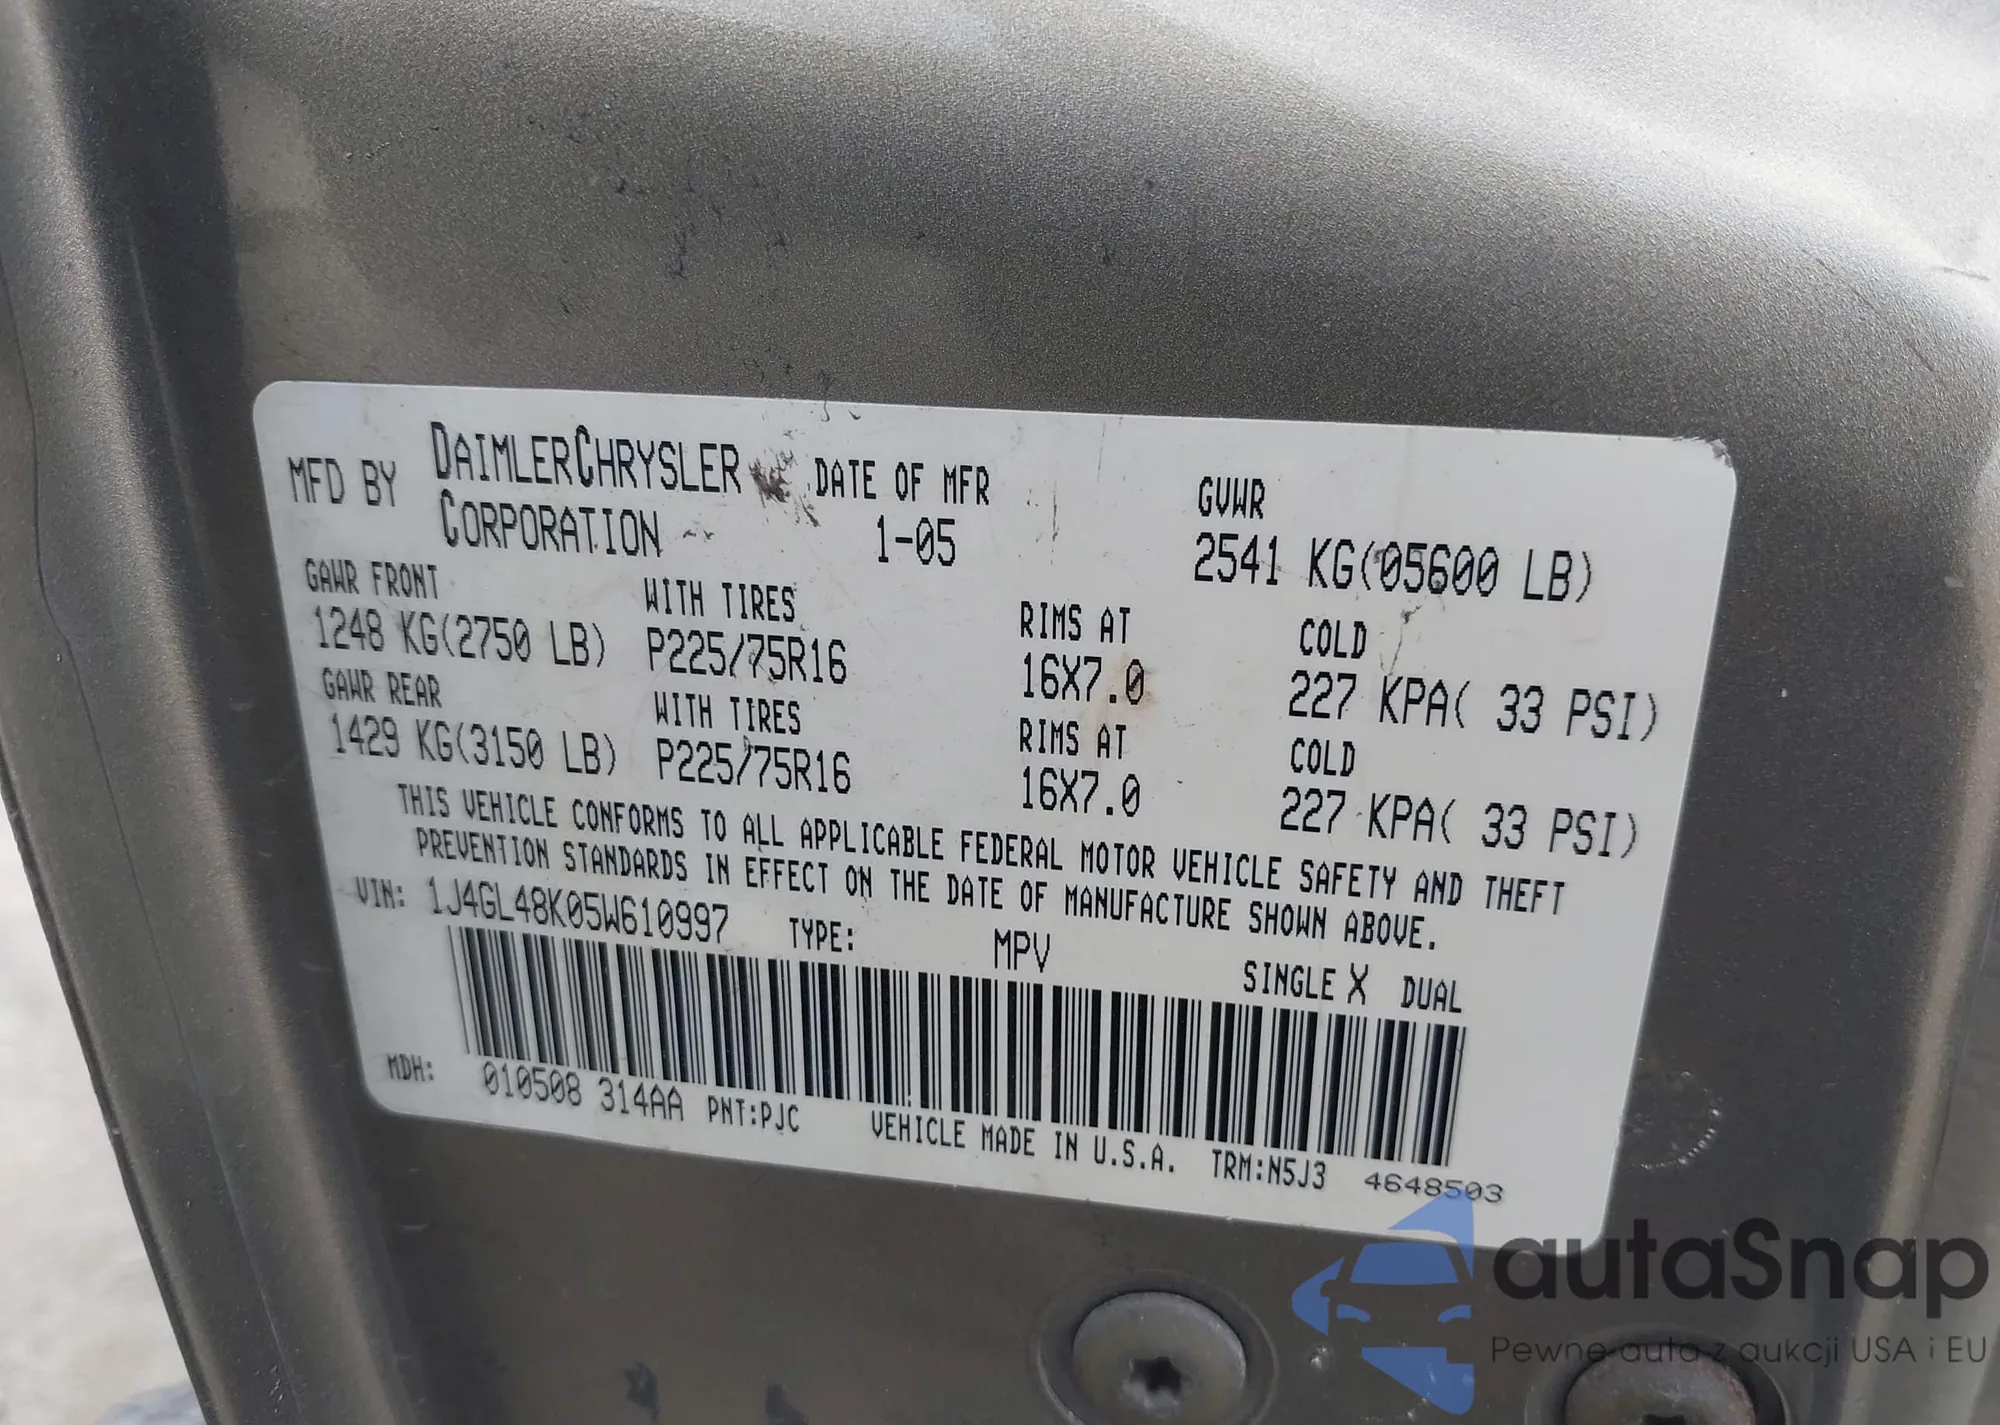 MFD BY DAIMLERCHRYSLER CORPORATION
DATE OF MFR 1-05
GVWR 2541 KG(05600 LB)
GAWR FRONT WITH TIRES RIMS AT COLD
1248 KG(2750 LB) P225/75R16 16X7.0 227 KPA( 33 PSI)
GAWR REAR WITH TIRES RIMS AT COLD
1429 KG(3150 LB) P225/75R16 16X7.0 227 KPA( 33 PSI)
THIS VEHICLE CONFORMS TO ALL APPLICABLE FEDERAL MOTOR VEHICLE SAFETY AND THEFT
PREVENTION STANDARDS IN EFFECT ON THE DATE OF MANUFACTURE SHOWN ABOVE.
VIN: 1J4GL48K05W610997 TYPE: MPV SINGLE X DUAL
MDH: 010508 314AA PNT:PJC VEHICLE MADE IN U.S.A. TRM:N5J3 4648503
autaSnap
Pewne auta z aukcji USA i EU